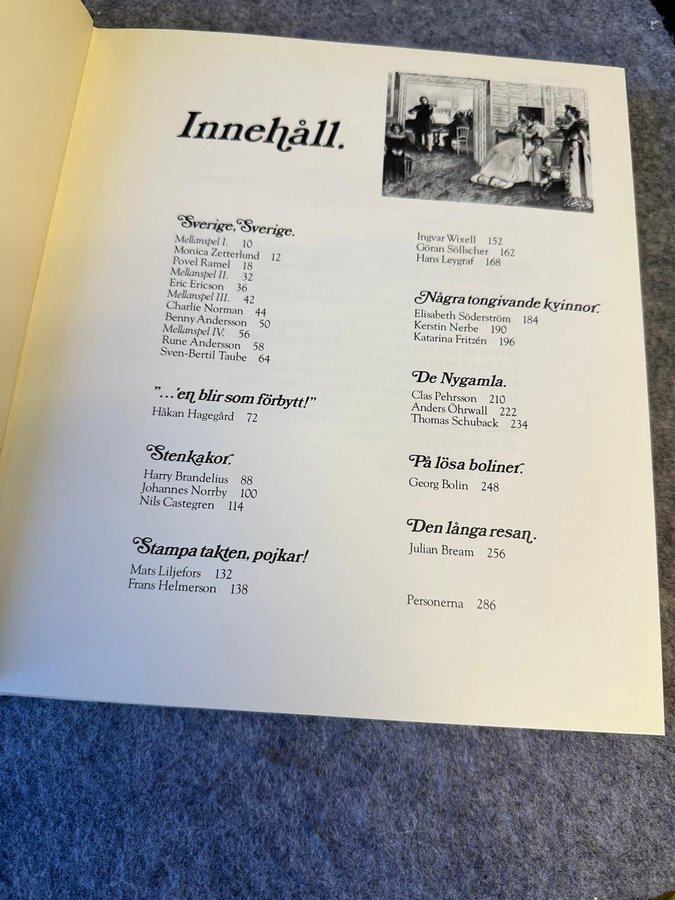 Innehåll.
Sverige, Sverige.
Mellanspel I. 10
Monica Zetterlund 12
Povel Ramel 18
Mellanspel II. 32
Eric Ericson 36
Mellanspel III. 42
Charlie Norman 44
Benny Andersson 50
Mellanspel IV. 56
Rune Andersson 58
Sven-Bertil Taube 64
"...'en blir som förbytt!"
Håkan Hagegård 72
Stenkakor.
Harry Brandelius 88
Johannes Norrby 100
Nils Castegren 114
Stampa takten, pojkar!
Mats Liljefors 132
Frans Helmerson 138
Ingvar Wixell 152
Göran Söllscher 162
Hans Leygraf 168
Några tongivande kvinnor.
Elisabeth Söderström 184
Kerstin Nerbe 190
Katarina Fritzén 196
De Nygamla.
Clas Pehrsson 210
Anders Öhrwall 222
Thomas Schuback 234
På lösa boliner.
Georg Bolin 248
Den långa resan.
Julian Bream 256
Personerna 286